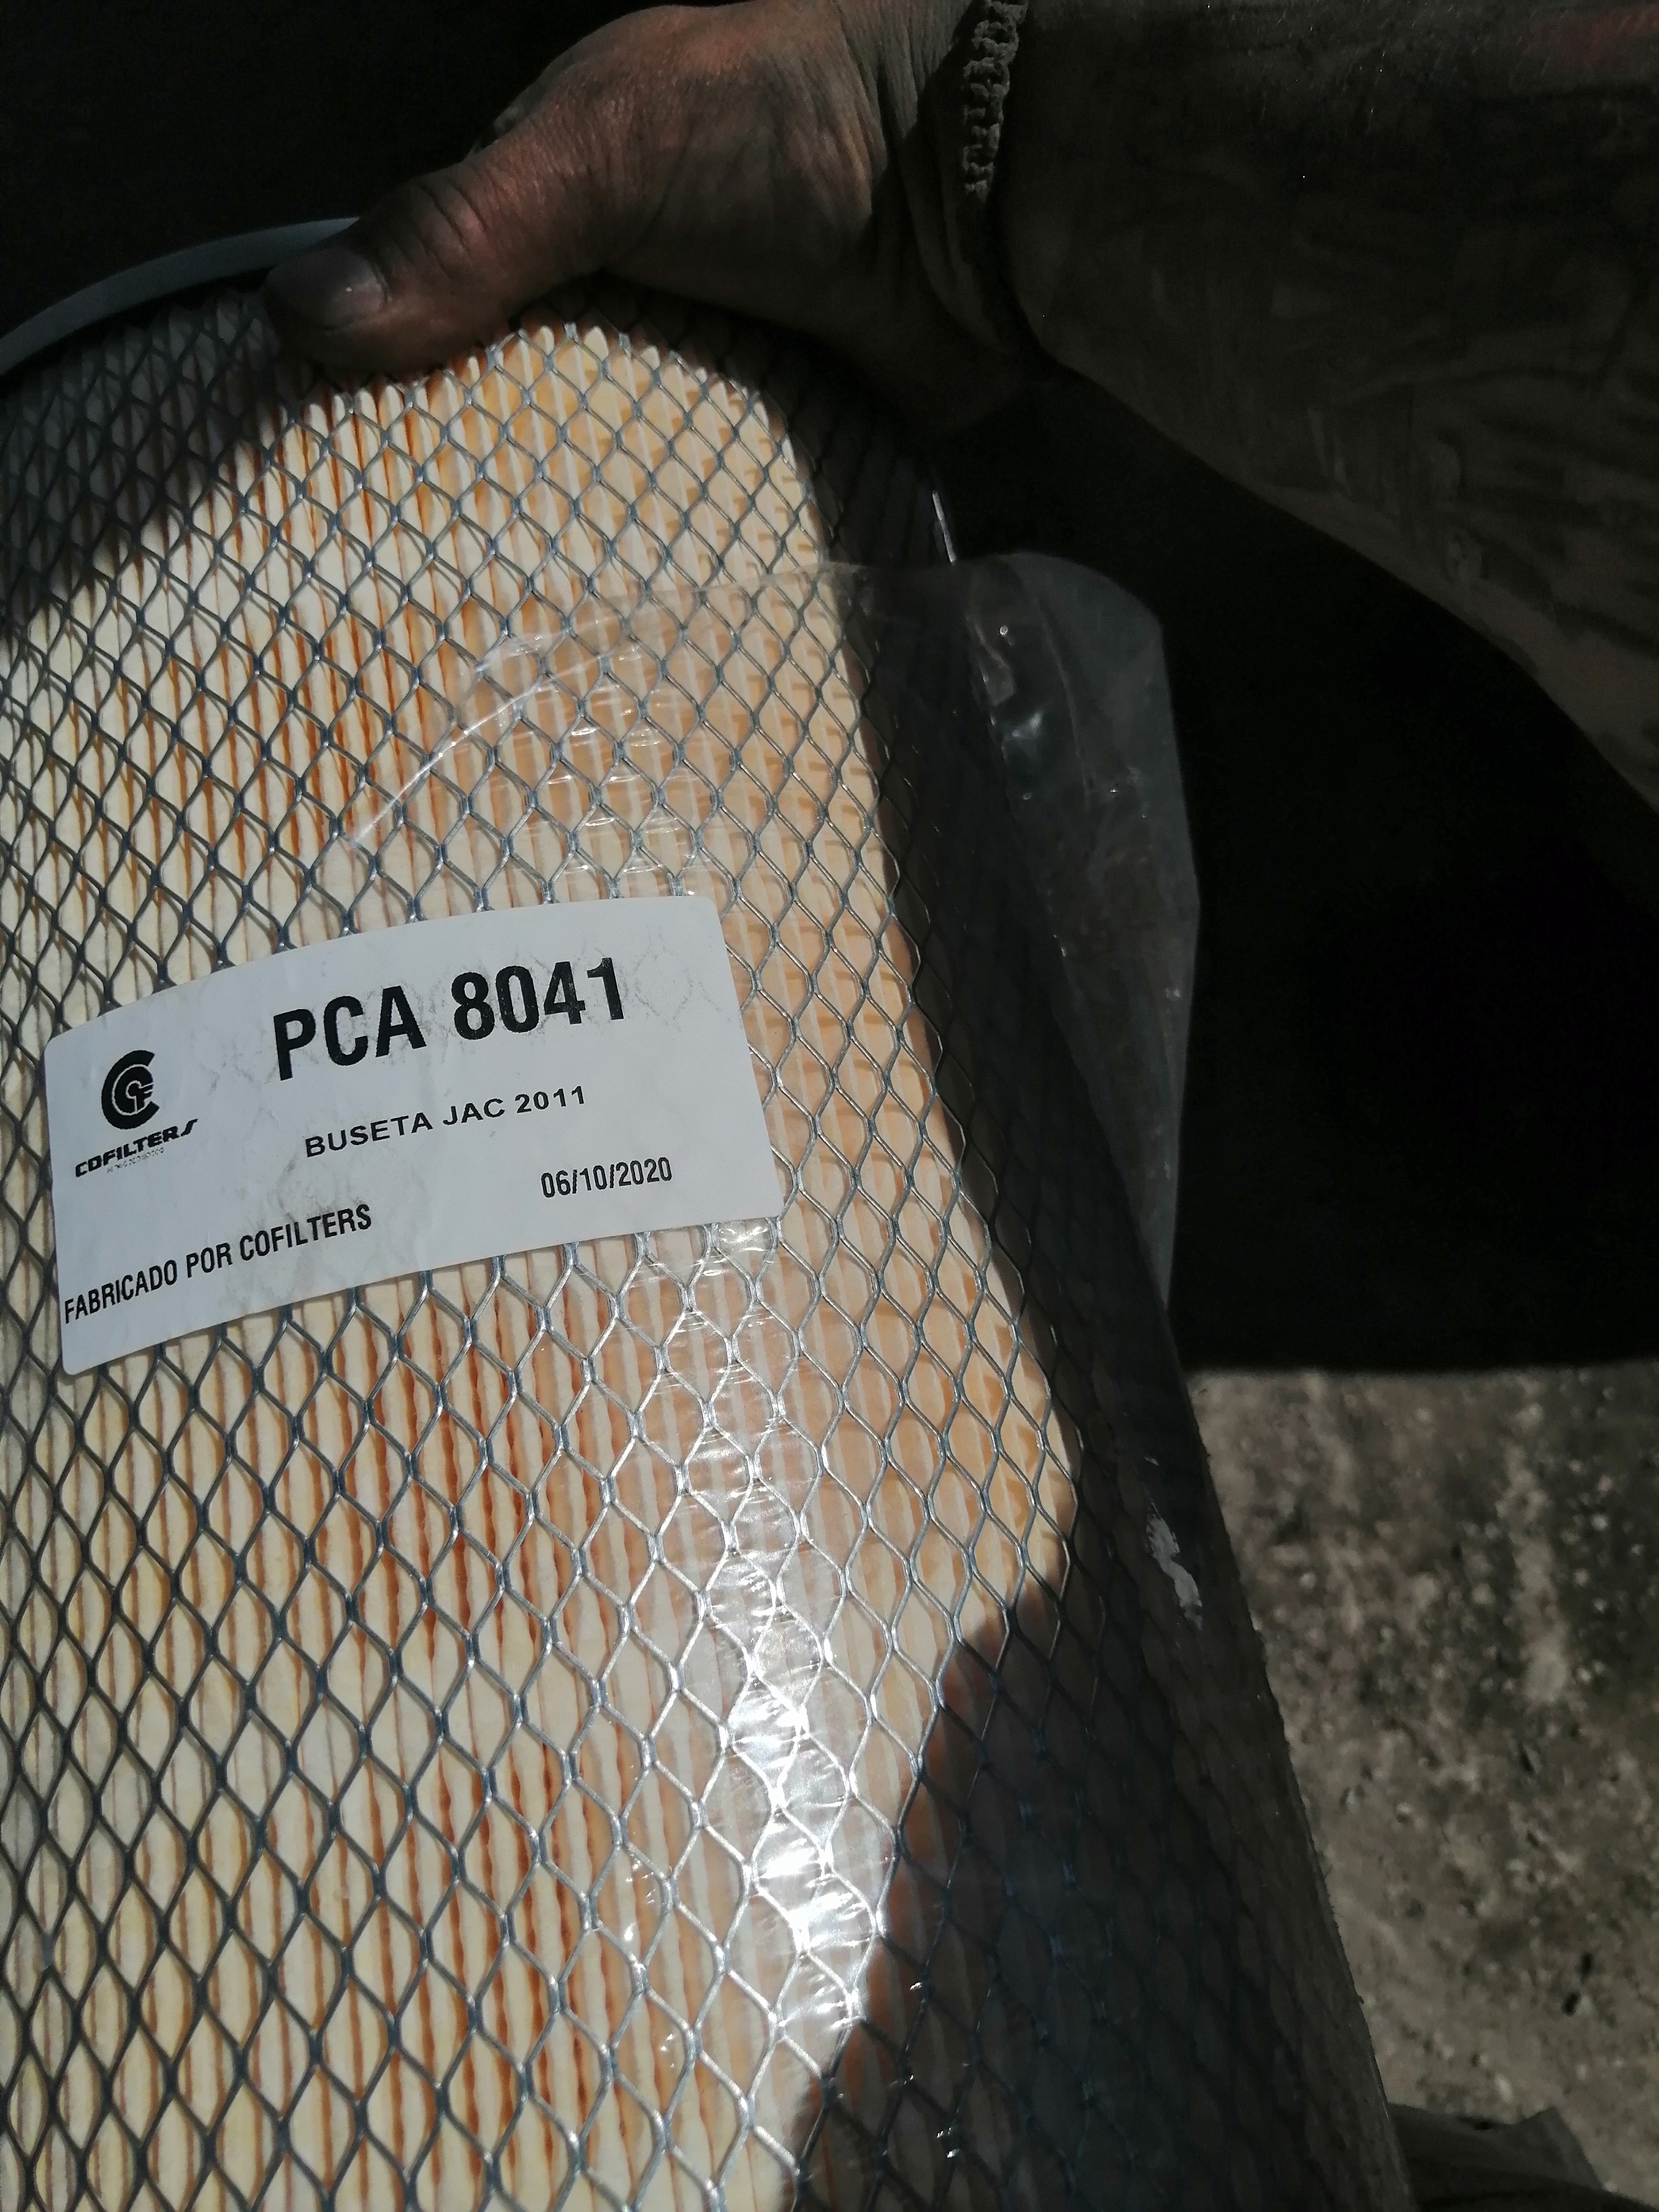 PCA 8041
COFILTERS
BUSETA JAC 2011
06/10/2020
FABRICADO POR COFILTERS